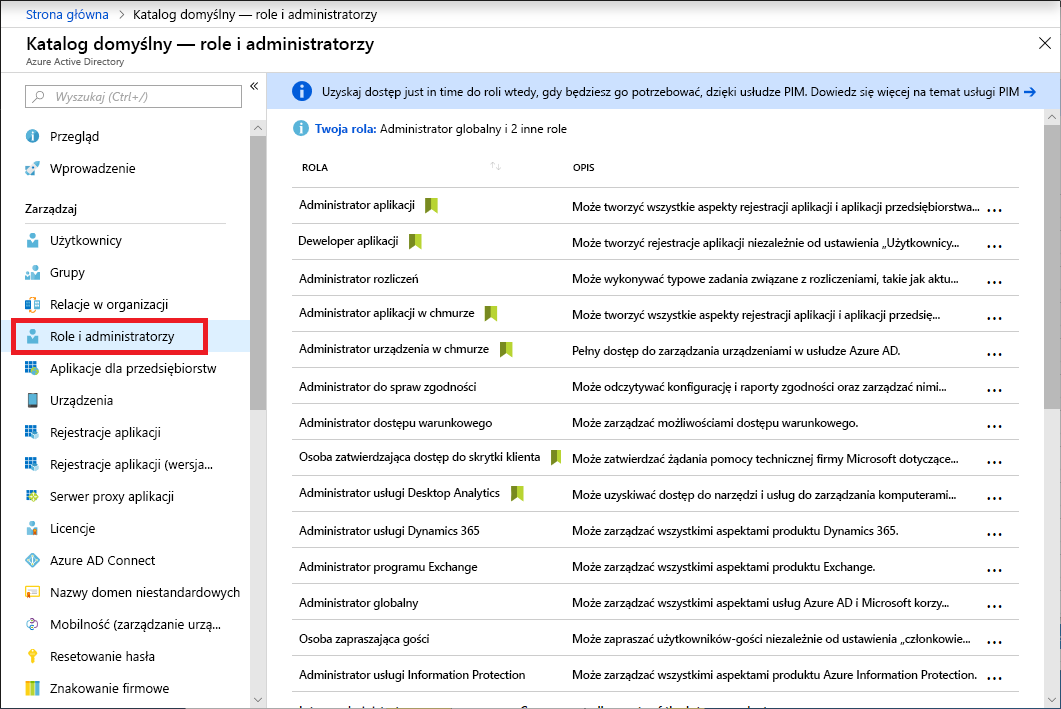 Strona główna > Katalog domyślny — role i administratorzy
Katalog domyślny — role i administratorzy
Azure Active Directory
Wyszukaj (Ctrl+/)
«
Przegląd
Wprowadzenie
Zarządzaj
Użytkownicy
Grupy
Relacje w organizacji
Role i administratorzy
Aplikacje dla przedsiębiorstw
Urządzenia
Rejestracje aplikacji
Rejestracje aplikacji (wersja...
Serwer proxy aplikacji
Licencje
Azure AD Connect
Nazwy domen niestandardowych
Mobilność (zarządzanie urzą...
Resetowanie hasła
Znakowanie firmowe
Uzyskaj dostęp just in time do roli wtedy, gdy będziesz go potrzebować, dzięki usłudze PIM. Dowiedz się więcej na temat usługi PIM →
Twoja rola: Administrator globalny i 2 inne role
ROLA ↑↓ OPIS
Administrator aplikacji Może tworzyć wszystkie aspekty rejestracji aplikacji i aplikacji przedsiębiorstwa... ...
Deweloper aplikacji Może tworzyć rejestracje aplikacji niezależnie od ustawienia „Użytkownicy... ...
Administrator rozliczeń Może wykonywać typowe zadania związane z rozliczeniami, takie jak aktu... ...
Administrator aplikacji w chmurze Może tworzyć wszystkie aspekty rejestracji aplikacji i aplikacji przedsię... ...
Administrator urządzenia w chmurze Pełny dostęp do zarządzania urządzeniami w usłudze Azure AD. ...
Administrator do spraw zgodności Może odczytywać konfigurację i raporty zgodności oraz zarządzać nimi... ...
Administrator dostępu warunkowego Może zarządzać możliwościami dostępu warunkowego. ...
Osoba zatwierdzająca dostęp do skrytki klienta Może zatwierdzać żądania pomocy technicznej firmy Microsoft dotyczące... ...
Administrator usługi Desktop Analytics Może uzyskiwać dostęp do narzędzi i usług do zarządzania komputerami... ...
Administrator usługi Dynamics 365 Może zarządzać wszystkimi aspektami produktu Dynamics 365. ...
Administrator programu Exchange Może zarządzać wszystkimi aspektami produktu Exchange. ...
Administrator globalny Może zarządzać wszystkimi aspektami usług Azure AD i Microsoft korzy... ...
Osoba zapraszająca gości Może zapraszać użytkowników-gości niezależnie od ustawienia „członkowie... ...
Administrator usługi Information Protection Może zarządzać wszystkimi aspektami produktu Azure Information Protection. ...